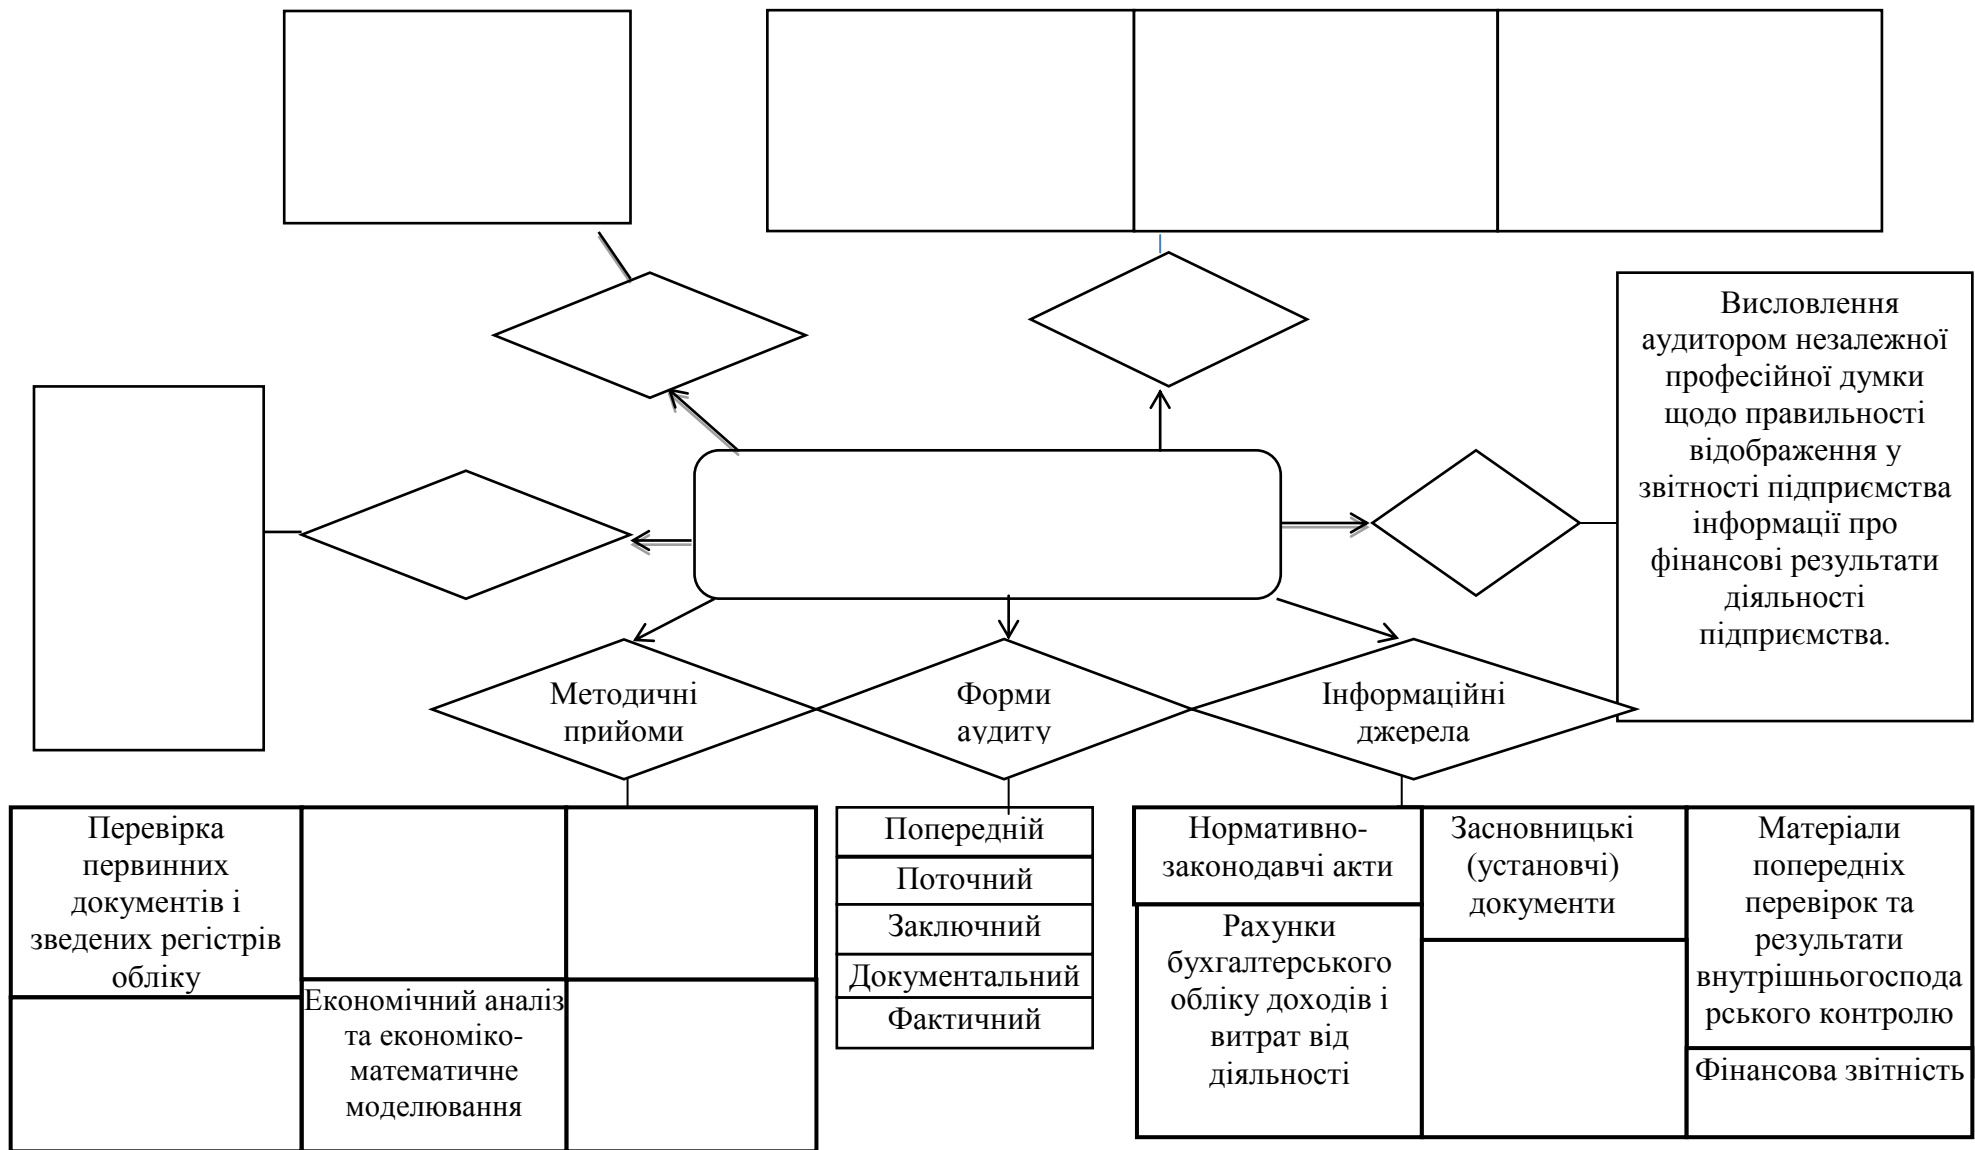 Висловлення
аудитором незалежної
професійної думки
щодо правильності
відображення у
звітності підприємства
інформації про
фінансові результати
діяльності
підприємства.
Методичні
прийоми
Форми
аудиту
Інформаційні
джерела
Перевірка
первинних
документів і
зведених регістрів
обліку
Економічний аналіз
та економіко-
математичне
моделювання
Попередній
Поточний
Заключний
Документальний
Фактичний
Нормативно-
законодавчі акти
Рахунки
бухгалтерського
обліку доходів і
витрат від
діяльності
Засновницькі
(установчі)
документи
Матеріали
попередніх
перевірок та
результати
внутрішньогоспода
рського контролю
Фінансова звітність